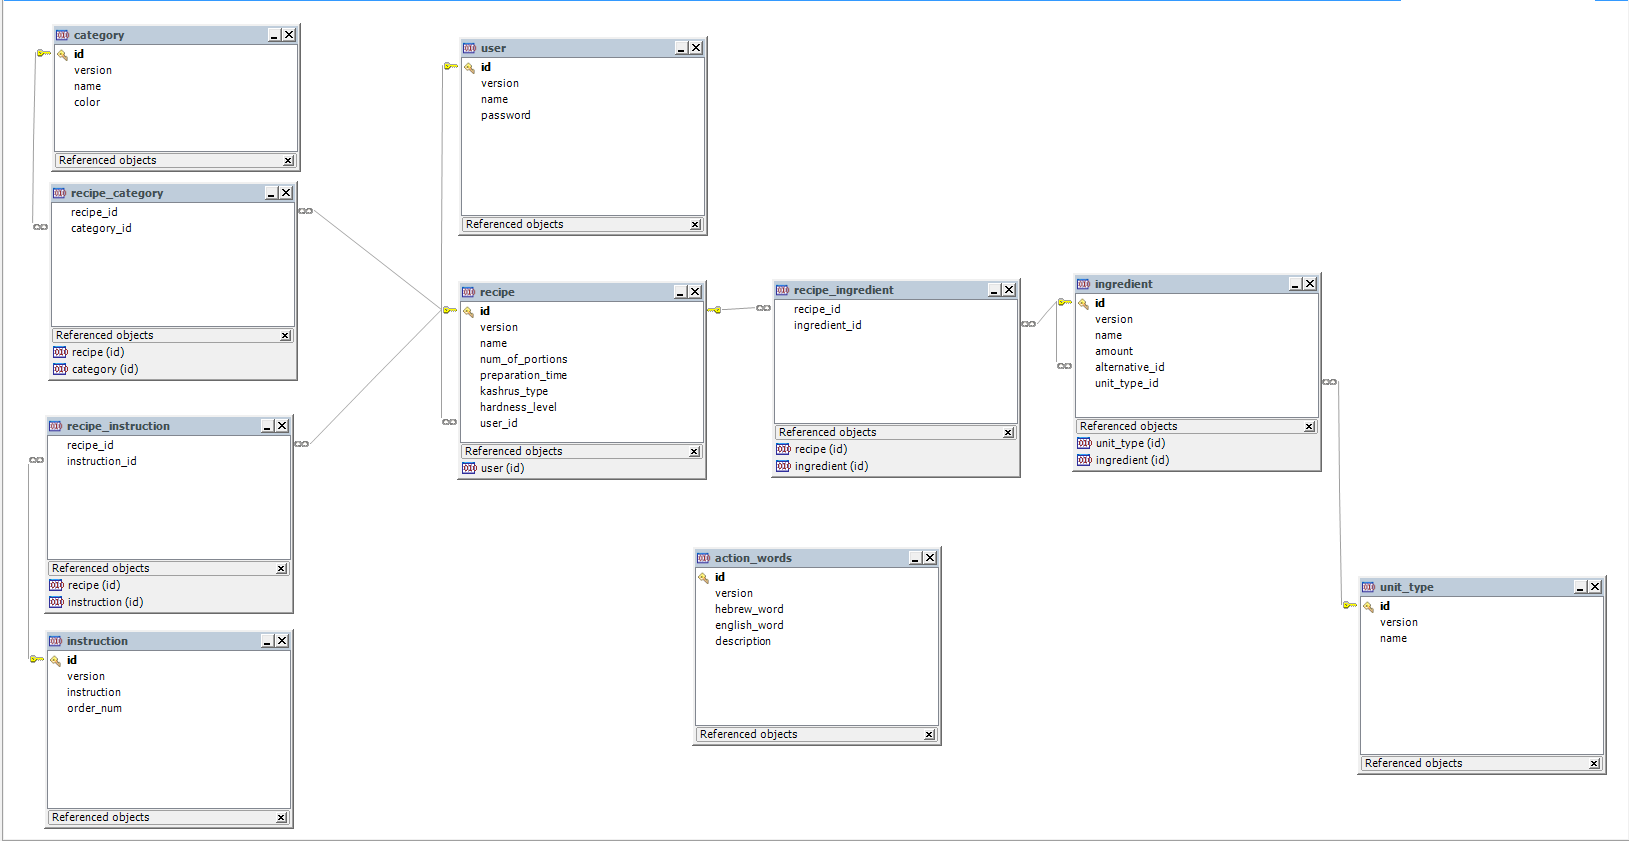 category
id
version
name
color
Referenced objects
recipe_category
recipe_id
category_id
Referenced objects
recipe (id)
category (id)
recipe_instruction
recipe_id
instruction_id
Referenced objects
recipe (id)
instruction (id)
instruction
id
version
instruction
order_num
Referenced objects
user
id
version
name
password
Referenced objects
recipe
id
version
name
num_of_portions
preparation_time
kashrus_type
hardness_level
user_id
Referenced objects
user (id)
recipe_ingredient
recipe_id
ingredient_id
Referenced objects
recipe (id)
ingredient (id)
ingredient
id
version
name
amount
alternative_id
unit_type_id
Referenced objects
unit_type (id)
ingredient (id)
action_words
id
version
hebrew_word
english_word
description
Referenced objects
unit_type
id
version
name
Referenced objects